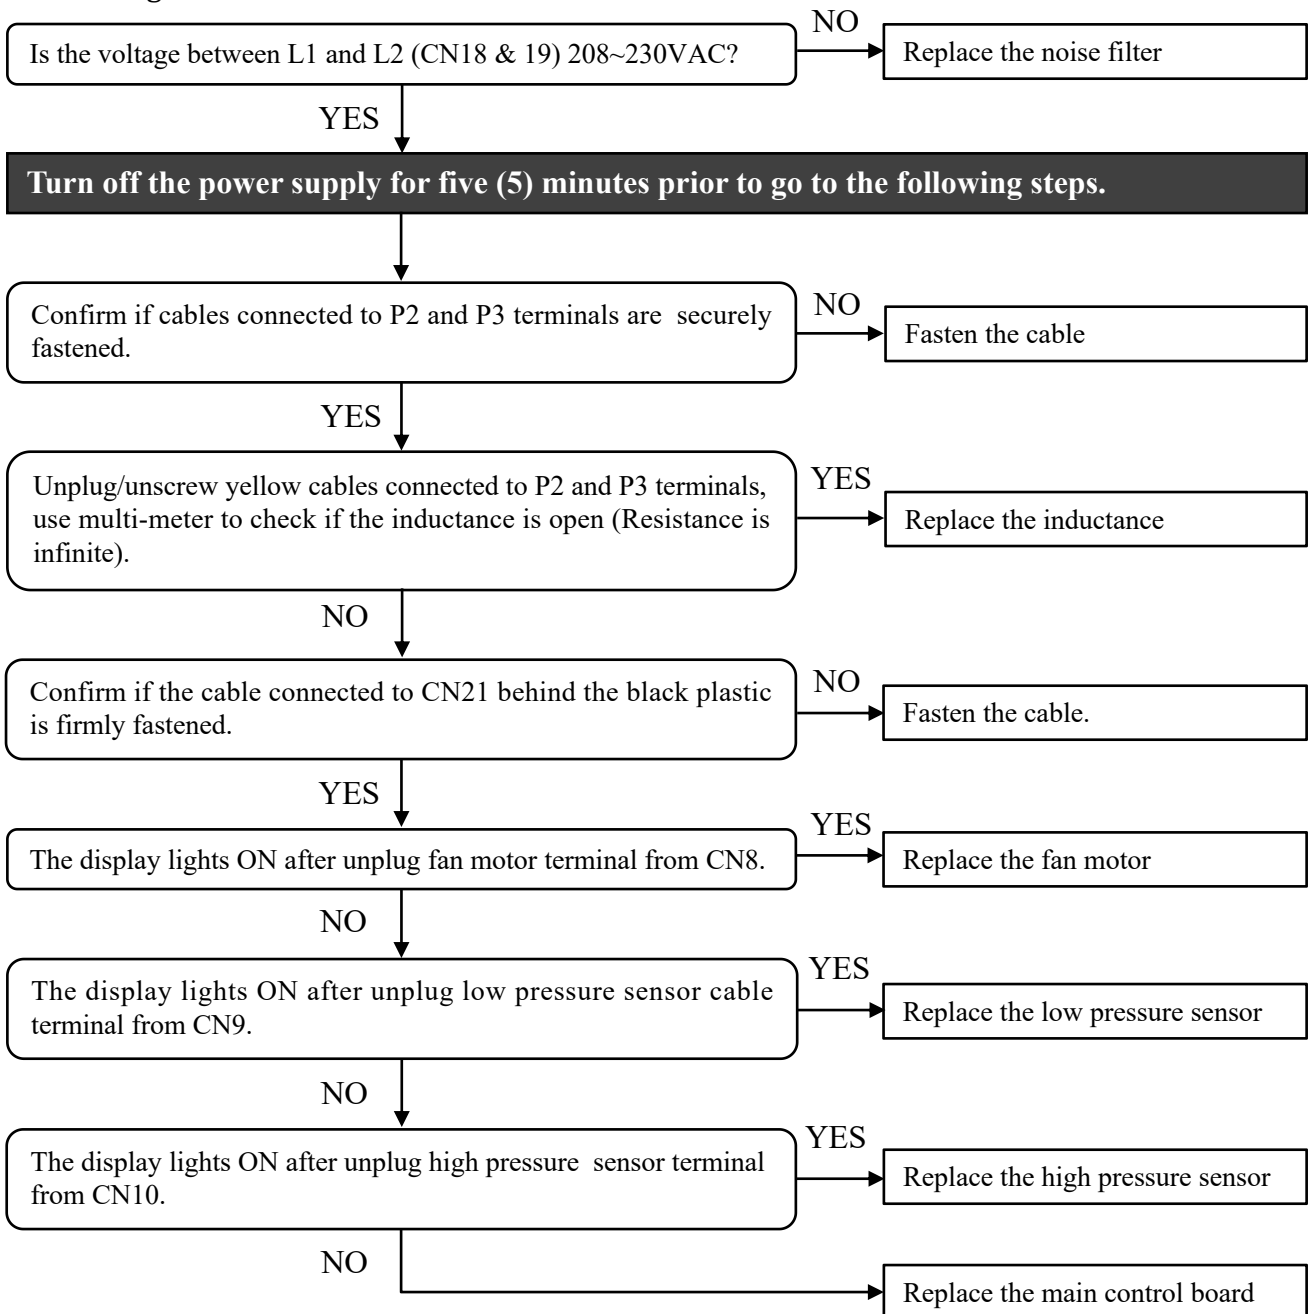 NO
Is the voltage between L1 and L2 (CN18 & 19) 208~230VAC?
Replace the noise filter
YES
Turn off the power supply for five (5) minutes prior to go to the following steps.
NO
Confirm if cables connected to P2 and P3 terminals are securely
fastened.
Fasten the cable
YES
YES
Unplug/unscrew yellow cables connected to P2 and P3 terminals,
use multi-meter to check if the inductance is open (Resistance is
infinite).
Replace the inductance
NO
NO
Confirm if the cable connected to CN21 behind the black plastic
is firmly fastened.
Fasten the cable.
YES
YES
The display lights ON after unplug fan motor terminal from CN8.
Replace the fan motor
NO
YES
The display lights ON after unplug low pressure sensor cable
terminal from CN9.
Replace the low pressure sensor
NO
YES
The display lights ON after unplug high pressure sensor terminal
from CN10.
Replace the high pressure sensor
NO
Replace the main control board